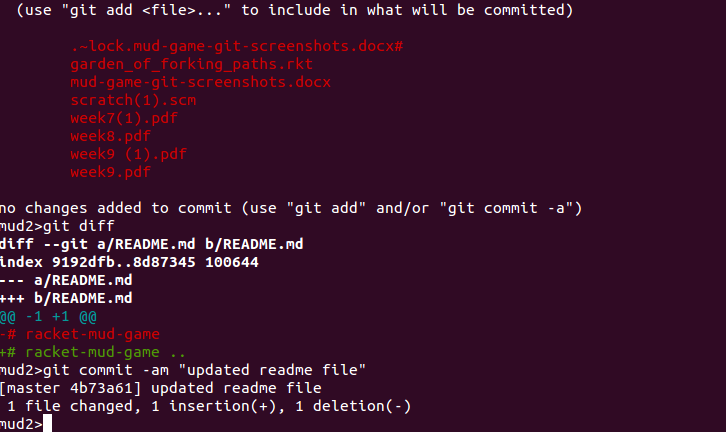 (use "git add <file>..." to include in what will be committed)
.~lock.mud-game-git-screenshots.docx#
garden_of_forking_paths.rkt
mud-game-git-screenshots.docx
scratch(1).scm
week7(1).pdf
week8.pdf
week9 (1).pdf
week9.pdf
no changes added to commit (use "git add" and/or "git commit -a")
mud2>git diff
diff --git a/README.md b/README.md
index 9192dfb..8d87345 100644
--- a/README.md
+++ b/README.md
@@ -1 +1 @@
-# racket-mud-game
+# racket-mud-game ..
mud2>git commit -am "updated readme file"
[master 4b73a61] updated readme file
1 file changed, 1 insertion(+), 1 deletion(-)
mud2>